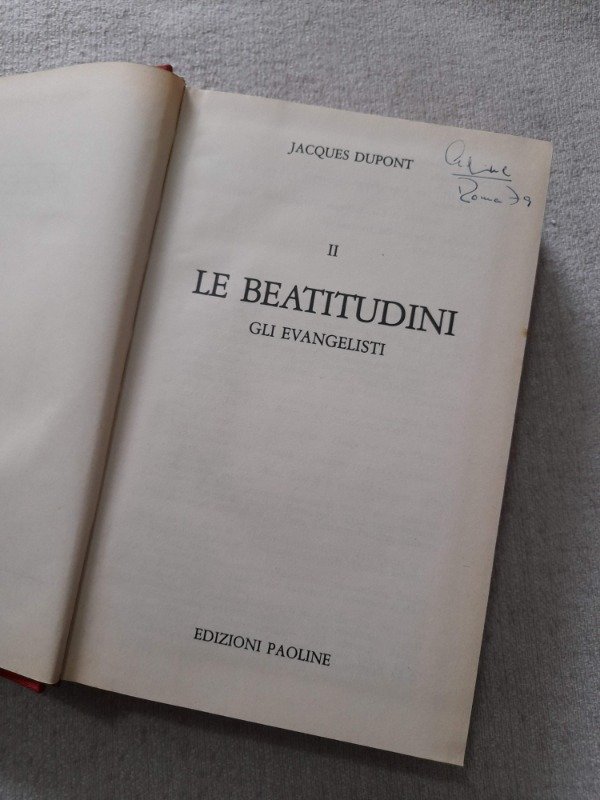 JACQUES DUPONT
Roma 79
II
LE BEATITUDINI
GLI EVANGELISTI
EDIZIONI PAOLINE